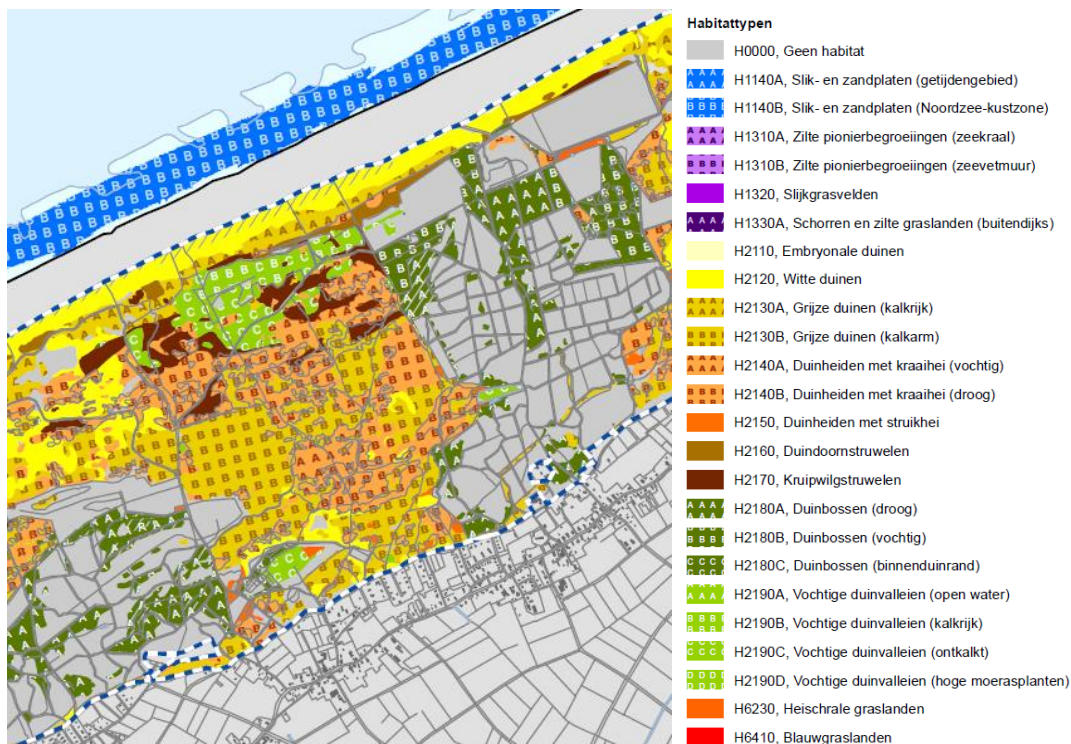 Habitattypen
H0000, Geen habitat
H1140A, Slik- en zandplaten (getijdengebied)
H1140B, Slik- en zandplaten (Noordzee-kustzone)
H1310A, Zilte pionierbegroeiingen (zeekraal)
H1310B, Zilte pionierbegroeiingen (zeevetmuur)
H1320, Slijkgrasvelden
H1330A, Schorren en zilte graslanden (buitendijks)
H2110, Embryonale duinen
H2120, Witte duinen
H2130A, Grijze duinen (kalkrijk)
H2130B, Grijze duinen (kalkarm)
H2140A, Duinheiden met kraaihei (vochtig)
H2140B, Duinheiden met kraaihei (droog)
H2150, Duinheiden met struikhei
H2160, Duindoornstruwelen
H2170, Kruipwilgstruwelen
H2180A, Duinbossen (droog)
H2180B, Duinbossen (vochtig)
H2180C, Duinbossen (binnenduinrand)
H2190A, Vochtige duinvalleien (open water)
H2190B, Vochtige duinvalleien (kalkrijk)
H2190C, Vochtige duinvalleien (ontkalkt)
H2190D, Vochtige duinvalleien (hoge moerasplanten)
H6230, Heischrale graslanden
H6410, Blauwgraslanden